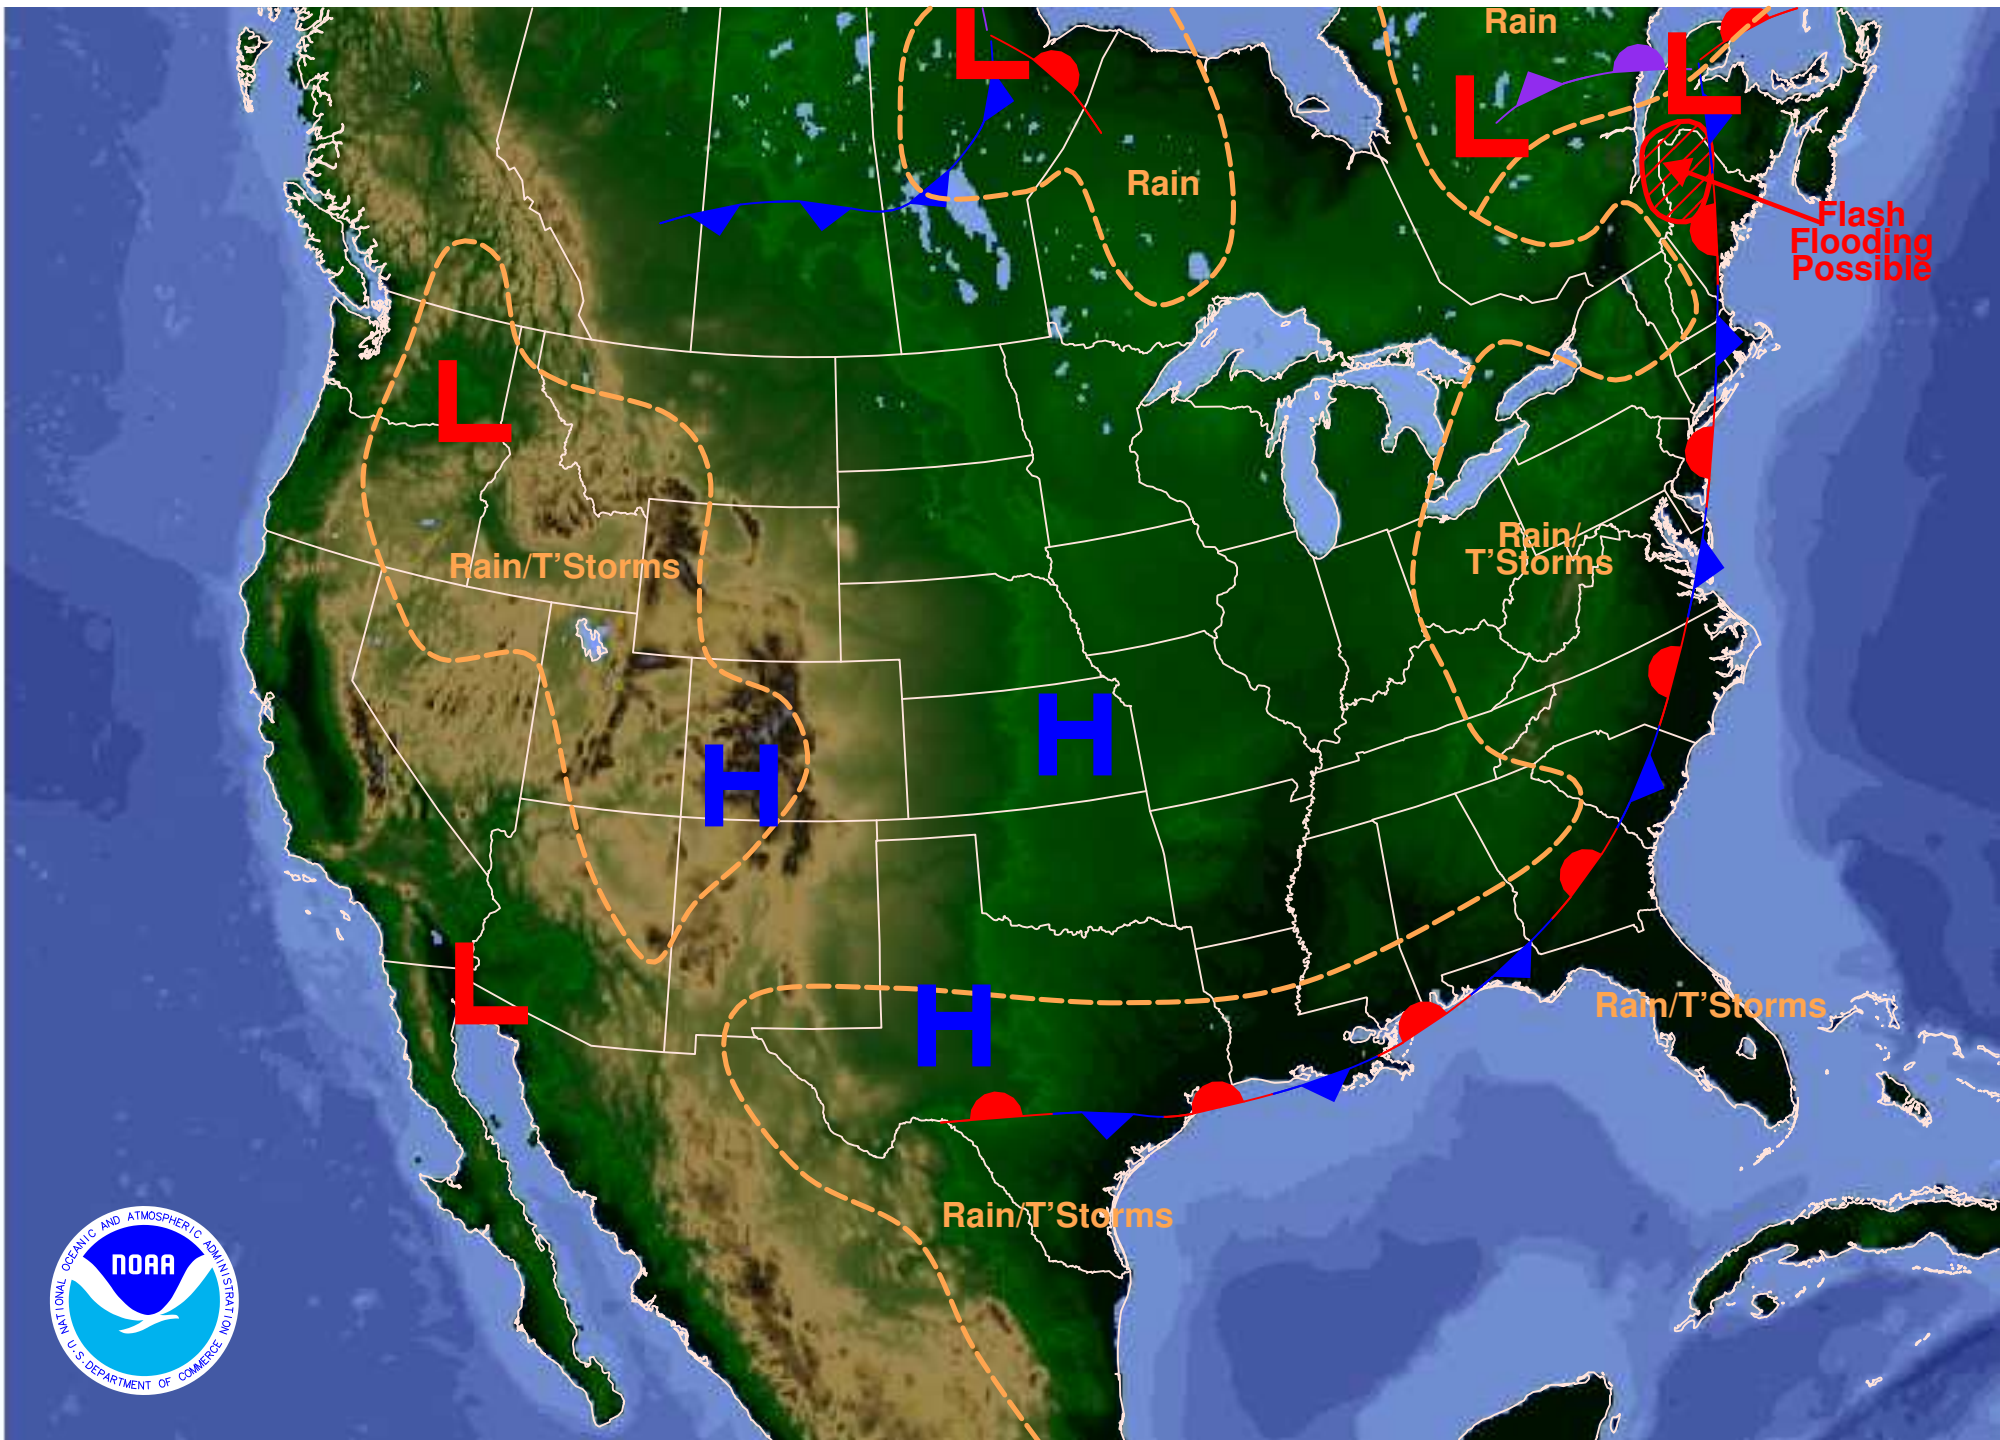 L
Rain
L
L
Rain
Flash
Flooding
Possible
L
Rain/
T'Storms
Rain/T'Storms
H
H
L
H
Rain/T'Storms
Rain/T'Storms
NATIONAL OCEANIC AND ATMOSPHERIC ADMINISTRATION
NOAA
U.S. DEPARTMENT OF COMMERCE